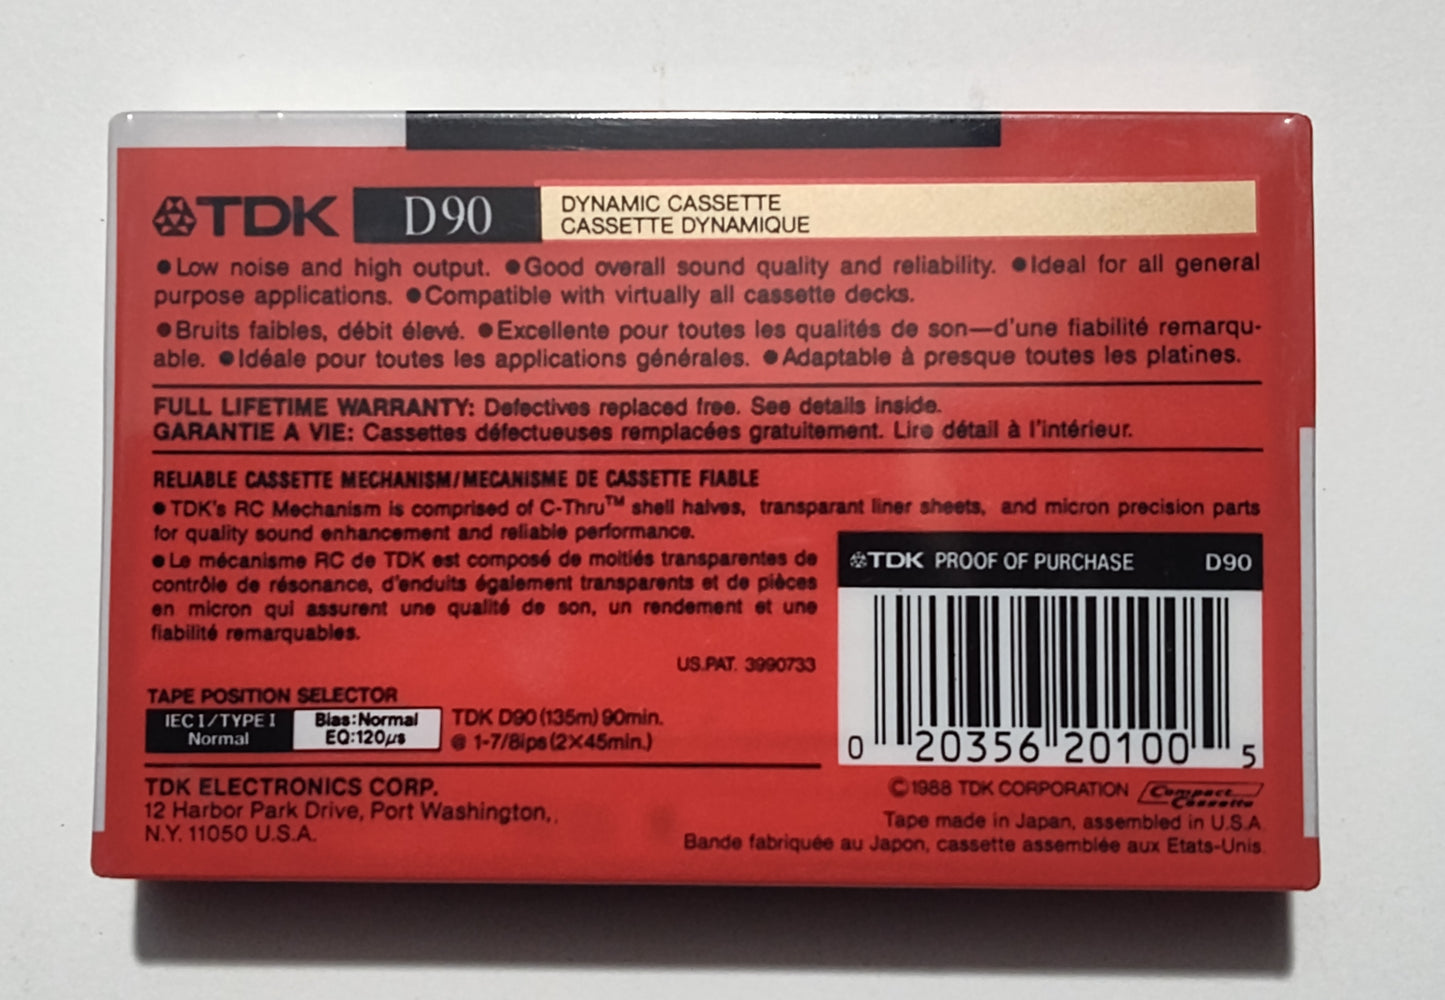 TDK D90 DYNAMIC CASSETTE
CASSETTE DYNAMIQUE
●Low noise and high output. ●Good overall sound quality and reliability. ●Ideal for all general
purpose applications. ●Compatible with virtually all cassette decks.
●Bruits faibles, débit élevé. ●Excellente pour toutes les qualités de son—d'une fiabilité remarqu-
able. ●Idéale pour toutes les applications générales. ●Adaptable à presque toutes les platines.
FULL LIFETIME WARRANTY: Defectives replaced free. See details inside.
GARANTIE A VIE: Cassettes défectueuses remplacées gratuitement. Lire détail à l'intérieur.
RELIABLE CASSETTE MECHANISM/MECANISME DE CASSETTE FIABLE
●TDK's RC Mechanism is comprised of C-Thru™ shell halves, transparant liner sheets, and micron precision parts
for quality sound enhancement and reliable performance.
●Le mécanisme RC de TDK est composé de moitiés transparentes de
contrôle de résonance, d'enduits également transparents et de pièces
en micron qui assurent une qualité de son, un rendement et une
fiabilité remarquables.
US.PAT. 3990733
TAPE POSITION SELECTOR
IEC I/TYPE I
Normal
Bias:Normal
EQ:120μs
TDK D90 (135m) 90min.
@ 1-7/8ips (2×45min.)
TDK ELECTRONICS CORP.
12 Harbor Park Drive, Port Washington,
N.Y. 11050 U.S.A.
TDK PROOF OF PURCHASE D90
0 20356 20100 5
©1988 TDK CORPORATION Compact Cassette
Tape made in Japan, assembled in U.S.A.
Bande fabriquée au Japon, cassette assemblée aux Etats-Unis.